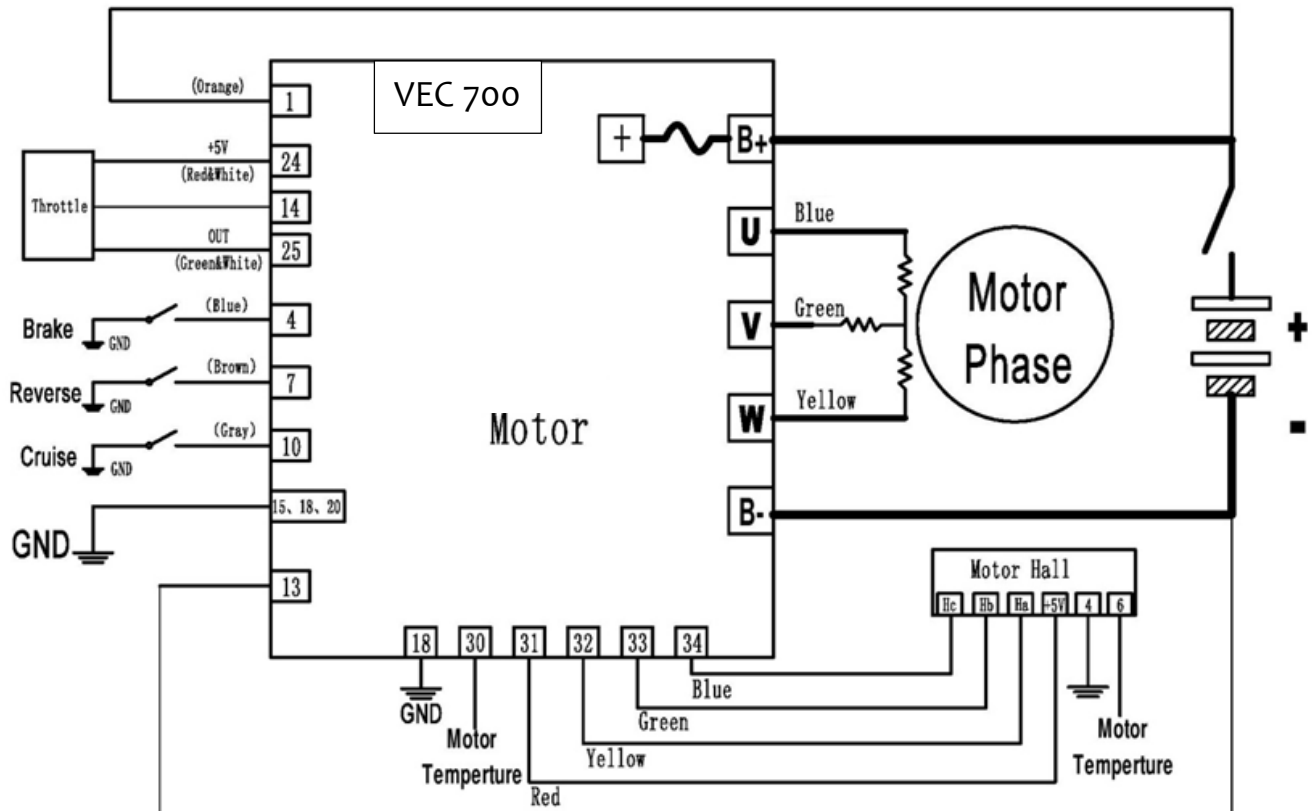 VEC 700
(Orange)
1
+5V
24
(Red&White)
Throttle
14
OUT
25
(Green&White)
(Blue)
4
Brake
GND
(Brown)
7
Reverse
GND
(Gray)
10
Cruise
GND
15、18、20
GND
13
Motor
+
B+
U
Blue
V
Green
W
Yellow
B-
Motor
Phase
+
-
Motor Hall
Hc Hb Ha +5V 4 6
18 30 31 32 33 34
GND
Motor
Temperture
Blue
Green
Yellow
Red
Motor
Temperture